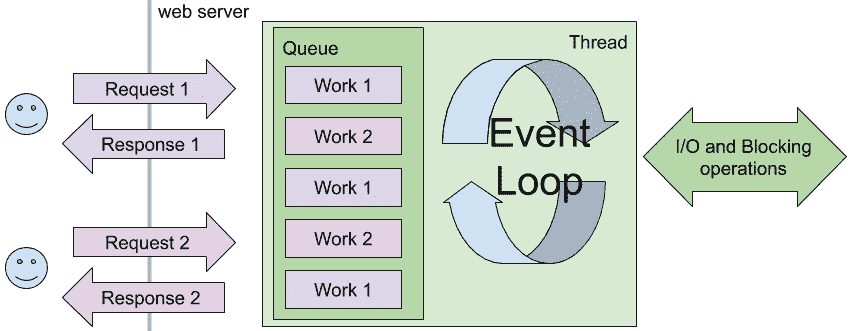 web server
Queue
Thread
Request 1
Response 1
Request 2
Response 2
Work 1
Work 2
Work 1
Work 2
Work 1
Event
Loop
I/O and Blocking
operations